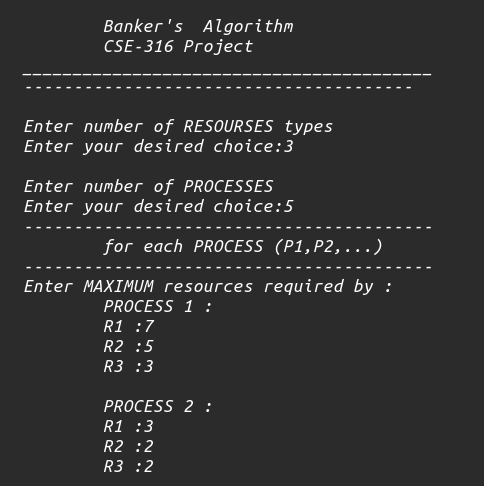 Banker's  Algorithm
CSE-316 Project
_________________________________________
---------------------------------------
Enter number of RESOURSES types
Enter your desired choice:3
Enter number of PROCESSES
Enter your desired choice:5
-----------------------------------------
for each PROCESS (P1,P2,...)
-----------------------------------------
Enter MAXIMUM resources required by :
PROCESS 1 :
R1 :7
R2 :5
R3 :3
PROCESS 2 :
R1 :3
R2 :2
R3 :2